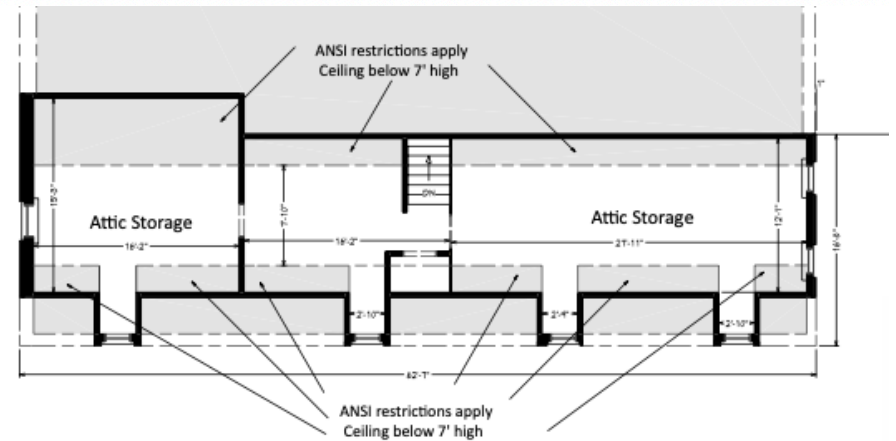 ANSI restrictions apply
Ceiling below 7' high
1"
15'-3"
7'-10"
DN
12'-1"
16'-8"
Attic Storage
Attic Storage
16'-2"
16'-2"
27'-11"
2'-10"
2'-4"
2'-10"
62'-7"
ANSI restrictions apply
Ceiling below 7' high